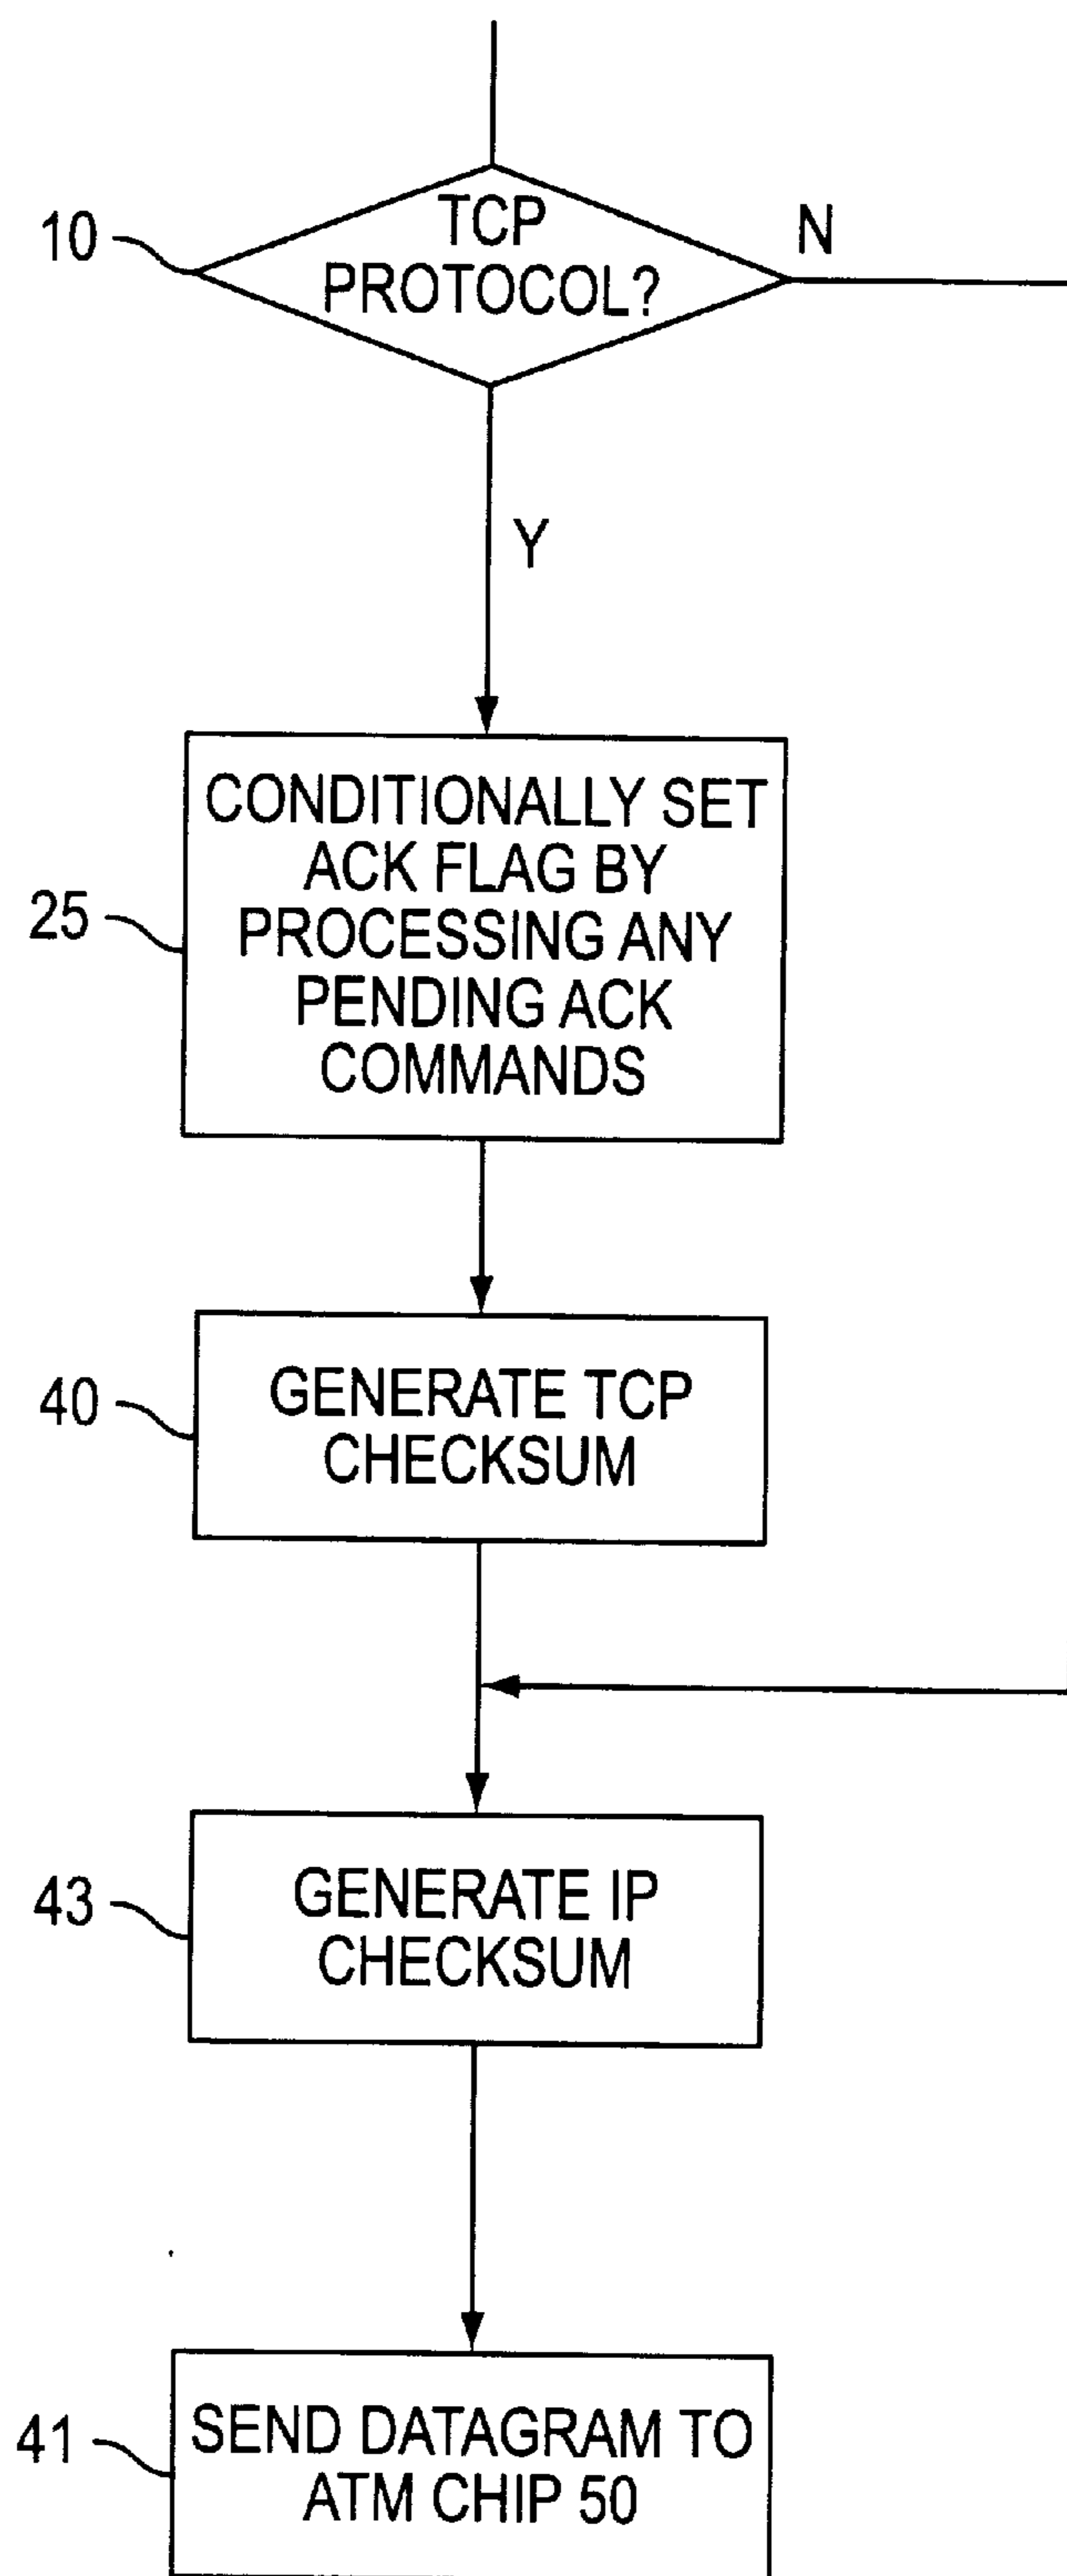 10
TCP
PROTOCOL?
N
Y
25
CONDITIONALLY SET
ACK FLAG BY
PROCESSING ANY
PENDING ACK
COMMANDS
40
GENERATE TCP
CHECKSUM
43
GENERATE IP
CHECKSUM
41
SEND DATAGRAM TO
ATM CHIP 50